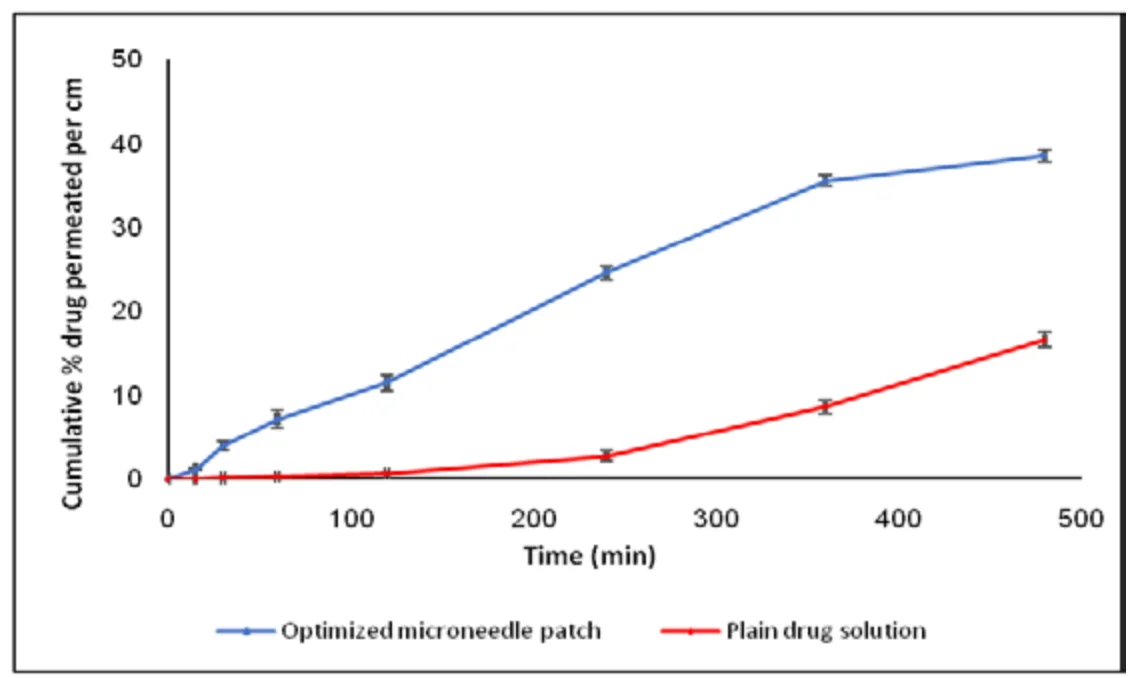 Cumulative % drug permeated per cm
50
40
30
20
10
0
0 100 200 300 400 500
Time (min)
Optimized microneedle patch Plain drug solution